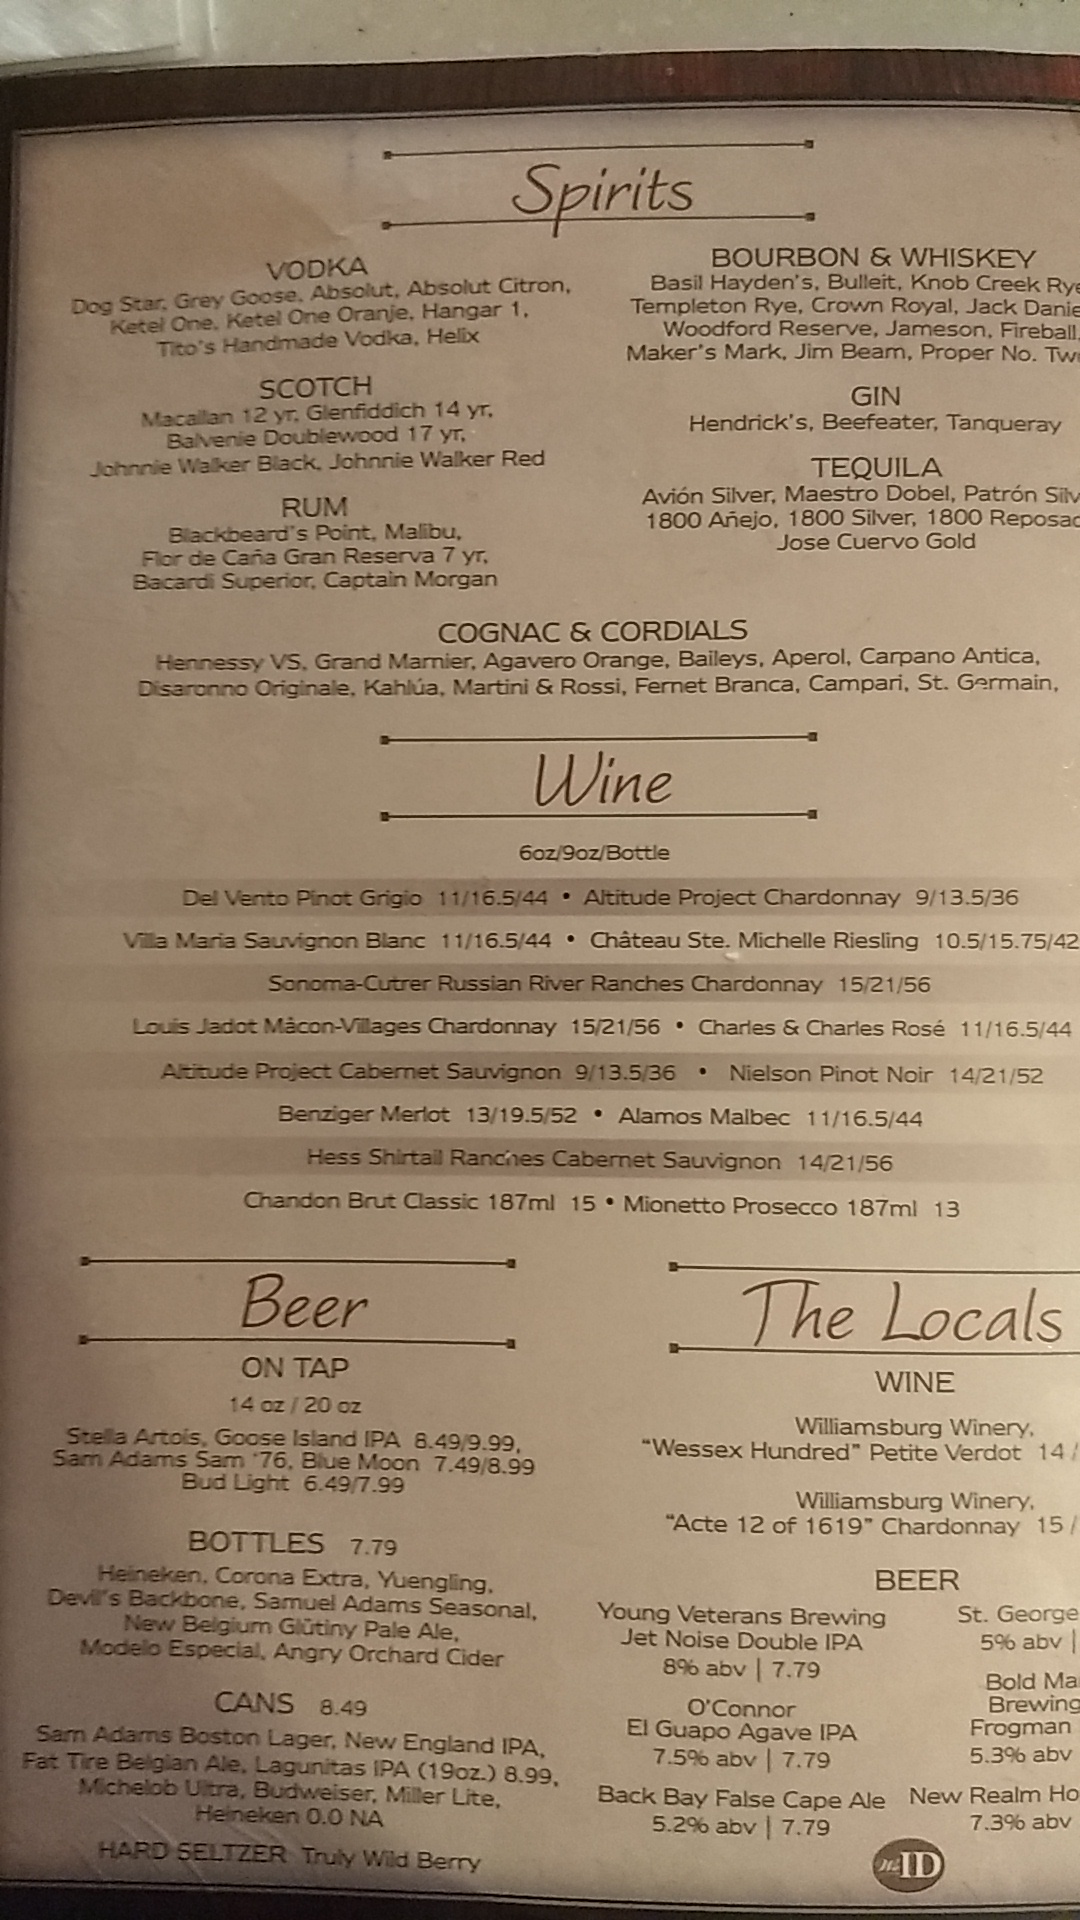 Spirits
VODKA
Dog Star, Grey Goose, Absolut, Absolut Citron,
Ketel One, Ketel One Oranje, Hangar 1,
Tito's Handmade Vodka, Helix
SCOTCH
Macallan 12 yr, Glenfiddich 14 yr,
Balvenie Doublewood 17 yr,
Johnnie Walker Black, Johnnie Walker Red
RUM
Blackbeard's Point, Malibu,
Flor de Caña Gran Reserva 7 yr,
Bacardi Superior, Captain Morgan
BOURBON & WHISKEY
Basil Hayden's, Bulleit, Knob Creek Rye
Templeton Rye, Crown Royal, Jack Danie
Woodford Reserve, Jameson, Fireball,
Maker's Mark, Jim Beam, Proper No. Tw
GIN
Hendrick's, Beefeater, Tanqueray
TEQUILA
Avión Silver, Maestro Dobel, Patrón Silv
1800 Añejo, 1800 Silver, 1800 Reposad
Jose Cuervo Gold
COGNAC & CORDIALS
Hennessy VS, Grand Marnier, Agavero Orange, Baileys, Aperol, Carpano Antica,
Disaronno Originale, Kahlúa, Martini & Rossi, Fernet Branca, Campari, St. Germain,
Wine
6oz/9oz/Bottle
Del Vento Pinot Grigio 11/16.5/44 • Altitude Project Chardonnay 9/13.5/36
Villa Maria Sauvignon Blanc 11/16.5/44 • Château Ste. Michelle Riesling 10.5/15.75/42
Sonoma-Cutrer Russian River Ranches Chardonnay 15/21/56
Louis Jadot Mâcon-Villages Chardonnay 15/21/56 • Charles & Charles Rosé 11/16.5/44
Altitude Project Cabernet Sauvignon 9/13.5/36 • Nielson Pinot Noir 14/21/52
Benziger Merlot 13/19.5/52 • Alamos Malbec 11/16.5/44
Hess Shirtail Ranches Cabernet Sauvignon 14/21/56
Chandon Brut Classic 187ml 15 • Mionetto Prosecco 187ml 13
Beer
ON TAP
14 oz / 20 oz
Stella Artois, Goose Island IPA 8.49/9.99,
Sam Adams Sam '76, Blue Moon 7.49/8.99
Bud Light 6.49/7.99
BOTTLES 7.79
Heineken, Corona Extra, Yuengling,
Devil's Backbone, Samuel Adams Seasonal,
New Belgium Glütiny Pale Ale,
Modelo Especial, Angry Orchard Cider
CANS 8.49
Sam Adams Boston Lager, New England IPA,
Fat Tire Belgian Ale, Lagunitas IPA (19oz.) 8.99,
Michelob Ultra, Budweiser, Miller Lite,
Heineken 0.0 NA
HARD SELTZER Truly Wild Berry
The Locals
WINE
Williamsburg Winery,
"Wessex Hundred" Petite Verdot 14 /
Williamsburg Winery,
"Acte 12 of 1619" Chardonnay 15 /
BEER
Young Veterans Brewing
Jet Noise Double IPA
8% abv | 7.79
O'Connor
El Guapo Agave IPA
7.5% abv | 7.79
Back Bay False Cape Ale
5.2% abv | 7.79
St. George
5% abv |
Bold Ma
Brewing
Frogman
5.3% abv
New Realm Ho
7.3% abv
ID